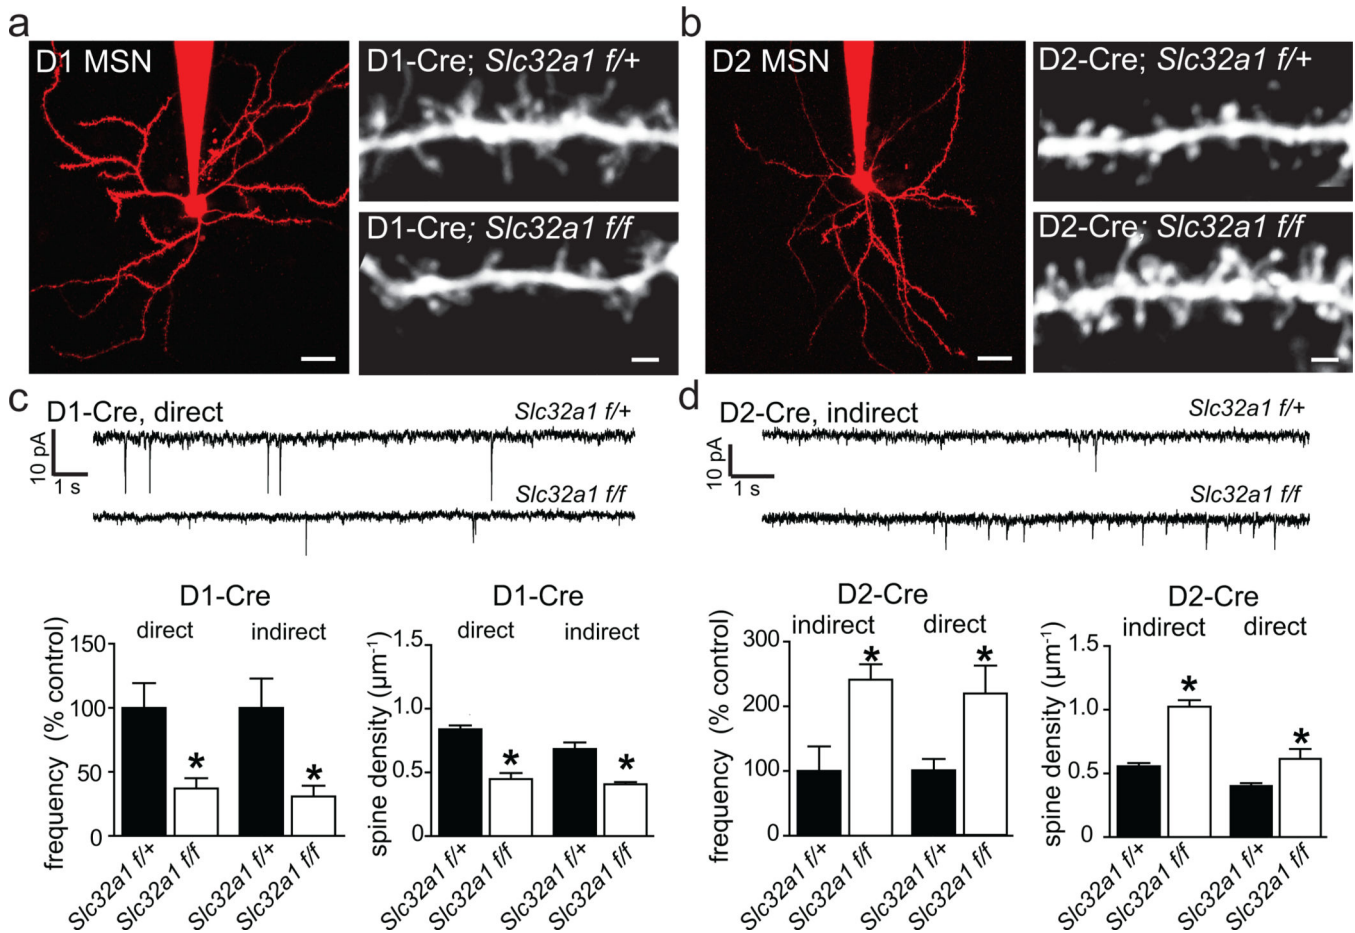 a
D1 MSN
D1-Cre; Slc32a1 f/+
D1-Cre; Slc32a1 f/f
b
D2 MSN
D2-Cre; Slc32a1 f/+
D2-Cre; Slc32a1 f/f
c
D1-Cre, direct
Slc32a1 f/+
10 pA
1 s
Slc32a1 f/f
d
D2-Cre, indirect
Slc32a1 f/+
10 pA
1 s
Slc32a1 f/f
D1-Cre
direct
indirect
frequency (% control)
150
100
50
0
*
*
Slc32a1 f/+
Slc32a1 f/f
Slc32a1 f/+
Slc32a1 f/f
D1-Cre
direct
indirect
spine density (µm-1)
1.5
1.0
0.5
0
*
*
Slc32a1 f/+
Slc32a1 f/f
Slc32a1 f/+
Slc32a1 f/f
D2-Cre
indirect
direct
frequency (% control)
300
200
100
0
*
*
Slc32a1 f/+
Slc32a1 f/f
Slc32a1 f/+
Slc32a1 f/f
D2-Cre
indirect
direct
spine density (µm-1)
1.5
1.0
0.5
0
*
*
Slc32a1 f/+
Slc32a1 f/f
Slc32a1 f/+
Slc32a1 f/f